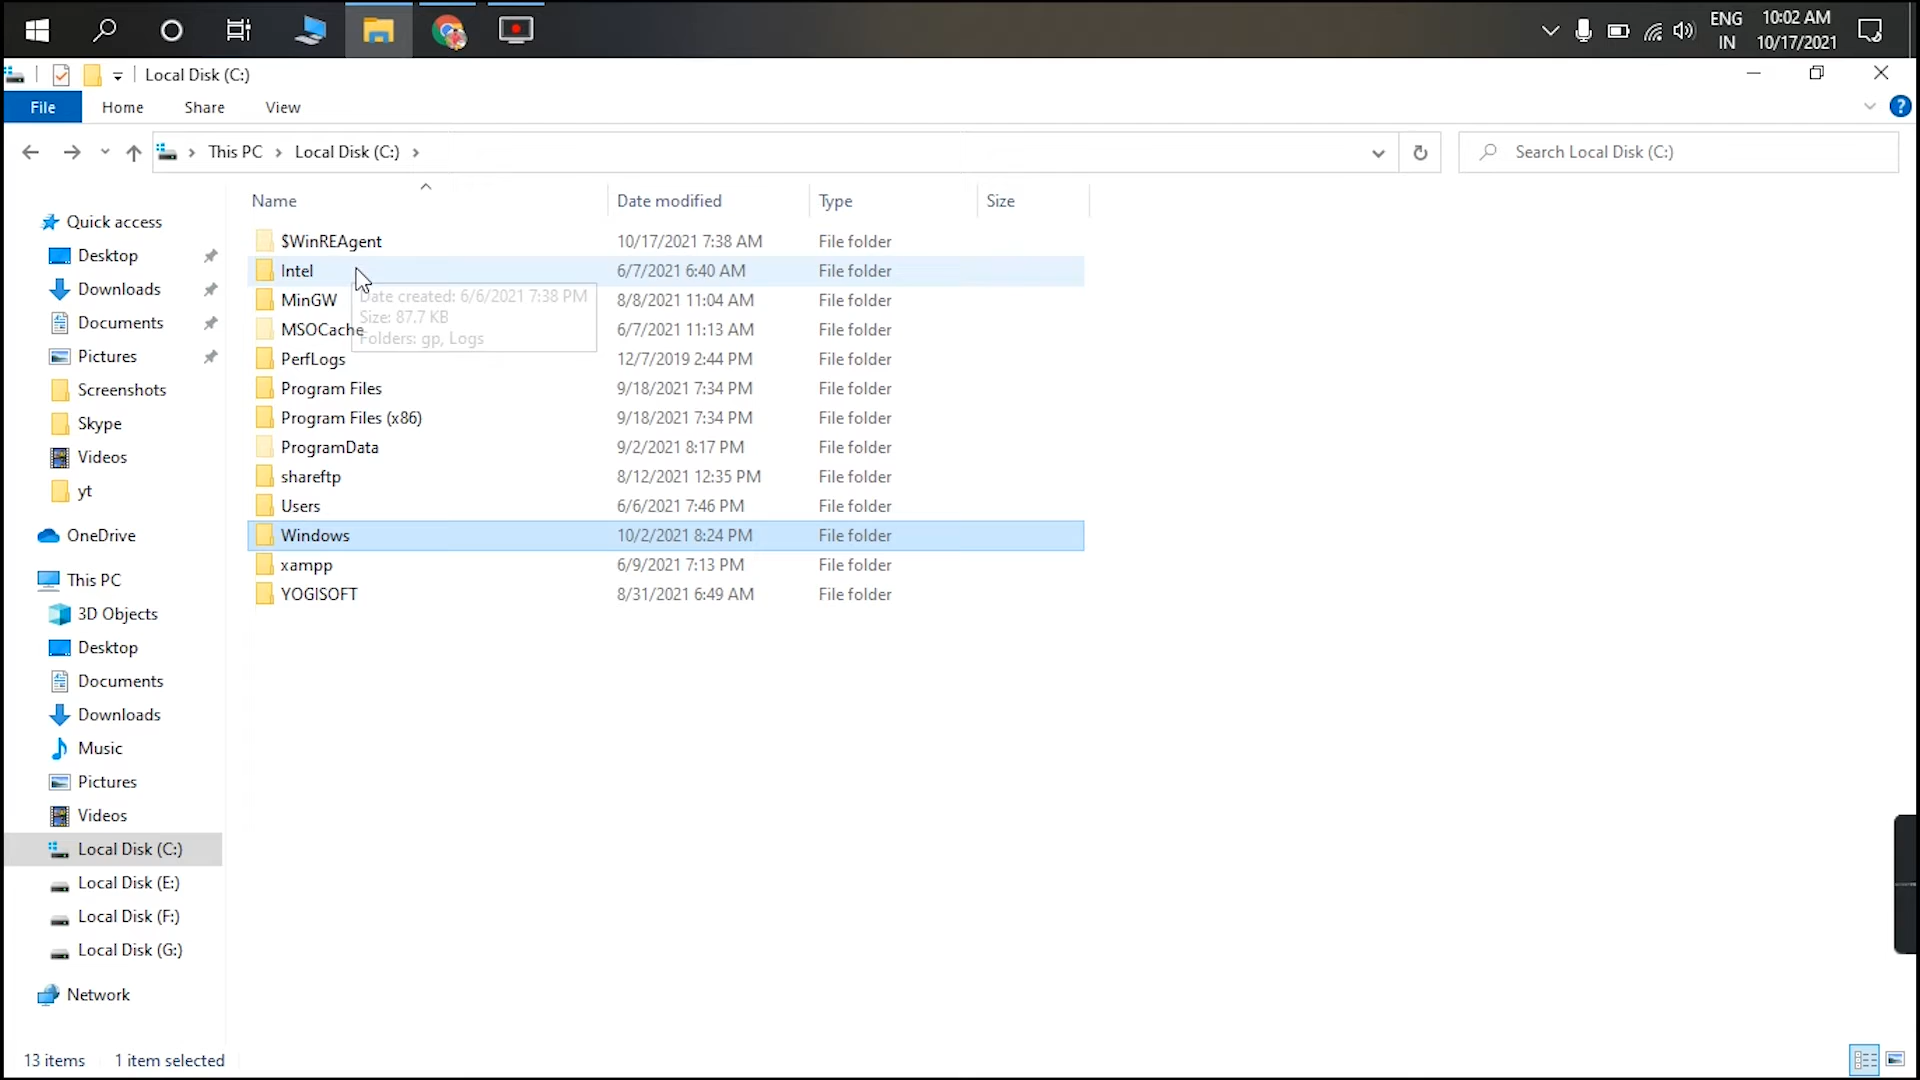 ENG
IN
10:02 AM
10/17/2021
Local Disk (C:)
File Home Share View
This PC Local Disk (C:)
Search Local Disk (C:)
Name Date modified Type Size
$WinREAgent 10/17/2021 7:38 AM File folder
Intel 6/7/2021 6:40 AM File folder
MinGW 8/8/2021 11:04 AM File folder
MSOCache 6/7/2021 11:13 AM File folder
PerfLogs 12/7/2019 2:44 PM File folder
Program Files 9/18/2021 7:34 PM File folder
Program Files (x86) 9/18/2021 7:34 PM File folder
ProgramData 9/2/2021 8:17 PM File folder
shareftp 8/12/2021 12:35 PM File folder
Users 6/6/2021 7:46 PM File folder
Windows 10/2/2021 8:24 PM File folder
xampp 6/9/2021 7:13 PM File folder
YOGISOFT 8/31/2021 6:49 AM File folder
Date created: 6/6/2021 7:38 PM
Size: 87.7 KB
Folders: gp, Logs
Quick access
Desktop
Downloads
Documents
Pictures
Screenshots
Skype
Videos
yt
OneDrive
This PC
3D Objects
Desktop
Documents
Downloads
Music
Pictures
Videos
Local Disk (C:)
Local Disk (E:)
Local Disk (F:)
Local Disk (G:)
Network
13 items 1 item selected